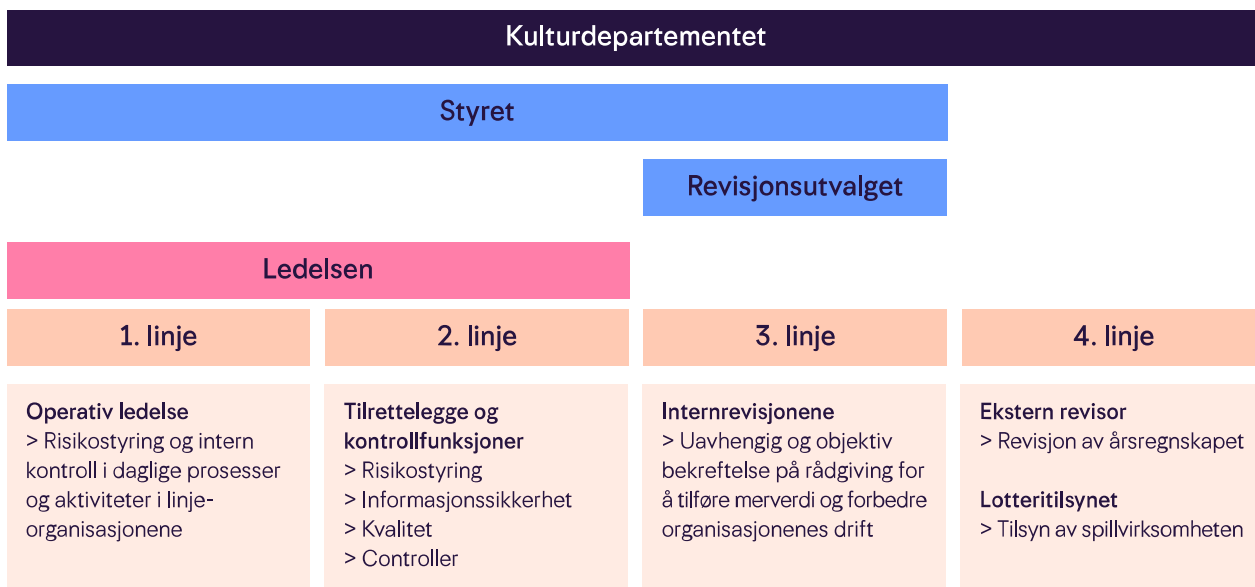 Kulturdepartementet
Styret
Revisjonsutvalget
Ledelsen
1. linje
2. linje
3. linje
4. linje
Operativ ledelse
> Risikostyring og intern
kontroll i daglige prosesser
og aktiviteter i linje-
organisasjonene
Tilrettelegge og
kontrollfunksjoner
> Risikostyring
> Informasjonssikkerhet
> Kvalitet
> Controller
Internrevisjonene
> Uavhengig og objektiv
bekreftelse på rådgiving for
å tilføre merverdi og forbedre
organisasjonenes drift
Ekstern revisor
> Revisjon av årsregnskapet
Lotteritilsynet
> Tilsyn av spillvirksomheten